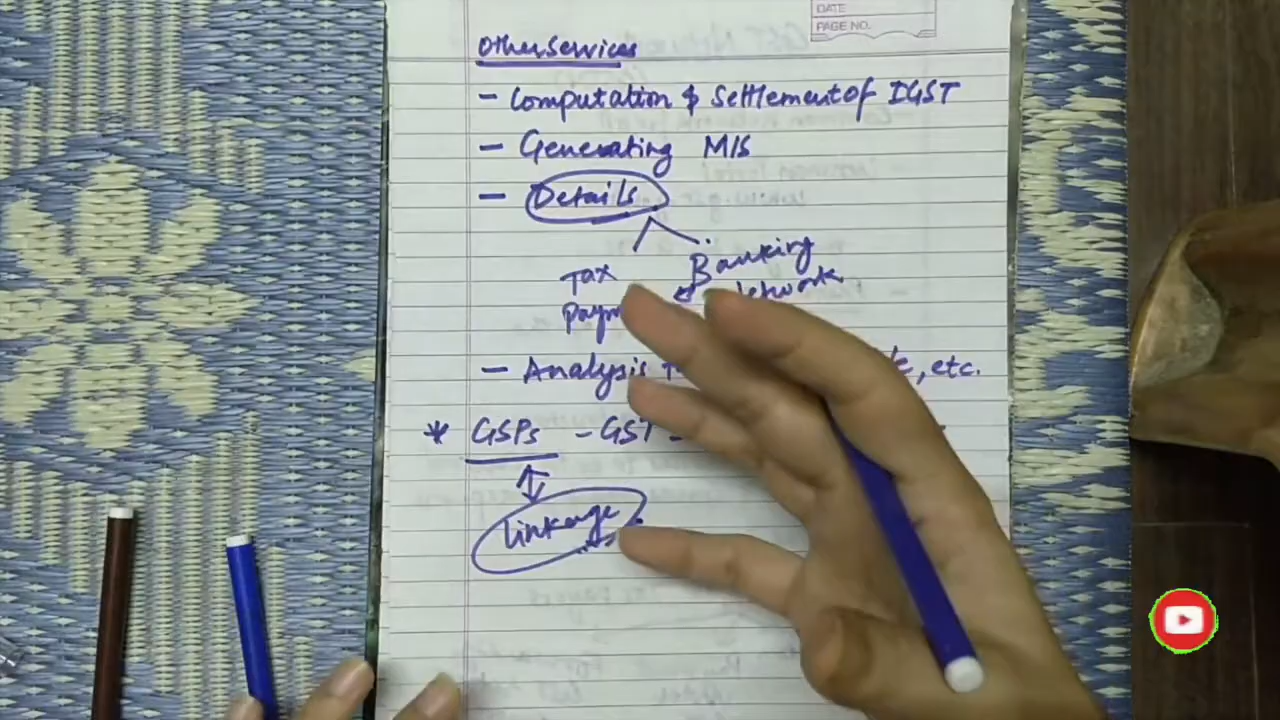 DATE
PAGE NO.
Other Services
- Computation & Settlement of IGST
- Generating MIS
- Details
Tax
Banking
- Analysis
, etc.
* GSPs - GST
linkage